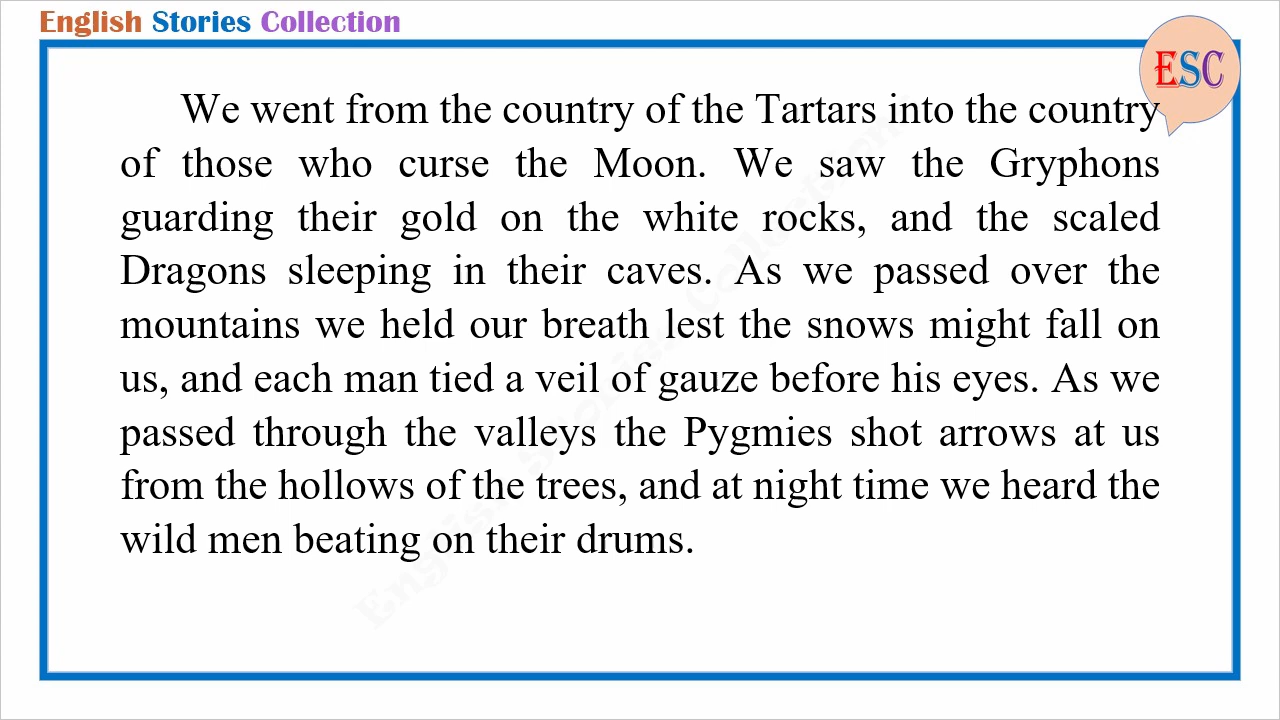 English Stories Collection
ESC
We went from the country of the Tartars into the country
of those who curse the Moon. We saw the Gryphons
guarding their gold on the white rocks, and the scaled
Dragons sleeping in their caves. As we passed over the
mountains we held our breath lest the snows might fall on
us, and each man tied a veil of gauze before his eyes. As we
passed through the valleys the Pygmies shot arrows at us
from the hollows of the trees, and at night time we heard the
wild men beating on their drums.
English Stories Collection